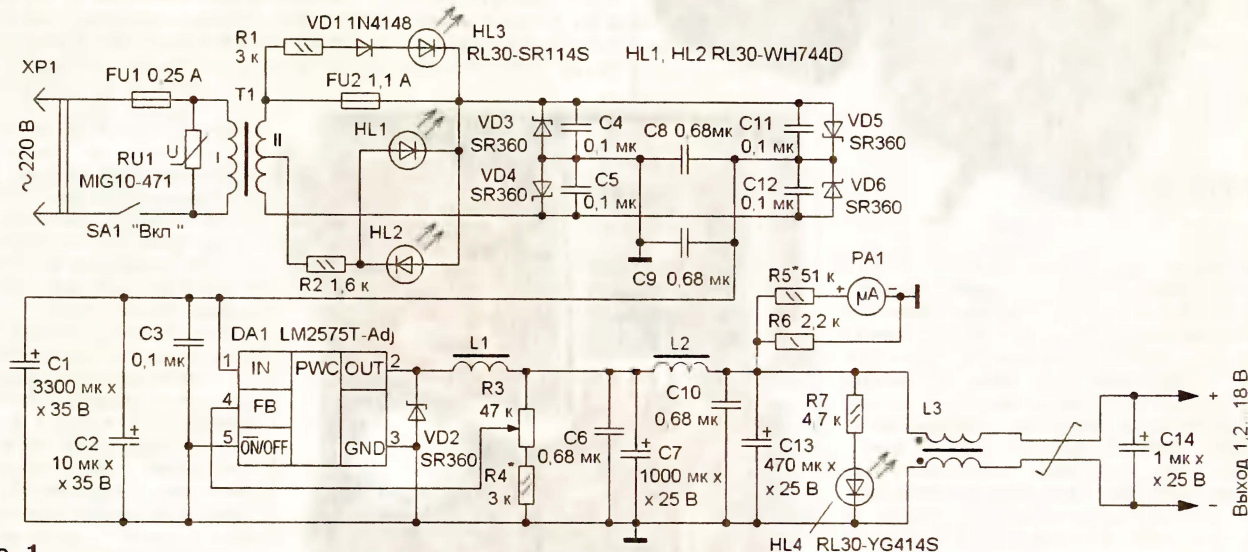 XP1
FU1 0,25 A
~220 В
RU1
MIG10-471
U
SA1 "Вкл"
T1
I
II
R1
3 к
VD1 1N4148
HL3
RL30-SR114S
HL1, HL2 RL30-WH744D
FU2 1,1 A
HL1
HL2
R2 1,6 к
VD3
SR360
VD4
SR360
C4
0,1 мк
C5
0,1 мк
C8 0,68мк
C9 0,68 мк
C11
0,1 мк
C12
0,1 мк
VD5
SR360
VD6
SR360
C1
3300 мк х
х 35 В
C2
10 мк х
х 35 В
C3
0,1 мк
DA1 LM2575T-Adj
1
IN
PWC
OUT
2
4
FB
5
ON/OFF
GND
3
VD2
SR360
L1
R3
47 к
R4*
3 к
C6
0,68 мк
C7
1000 мк х
х 25 В
L2
C10
0,68 мк
C13
470 мк х
х 25 В
R5* 51 к
+
μA
−
PA1
R6 2,2 к
R7
4,7 к
HL4 RL30-YG414S
L3
C14
1 мк х
х 25 В
+
−
Выход 1,2...18 В